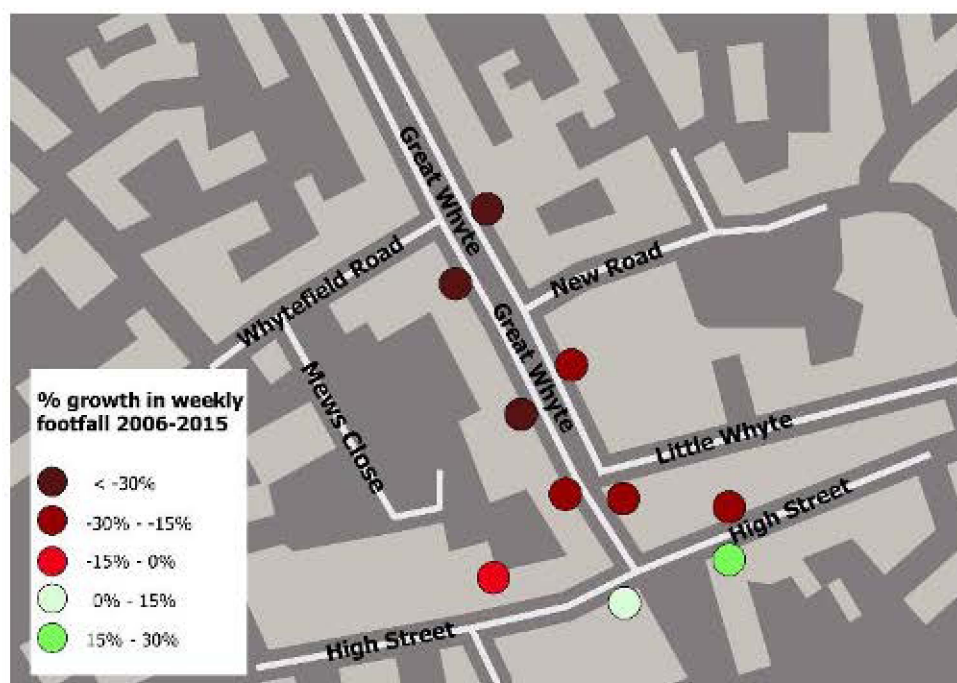 Great Whyte
Whytefield Road
New Road
Great Whyte
Mews Close
Little Whyte
High Street
High Street
% growth in weekly
footfall 2006-2015
< -30%
-30% - -15%
-15% - 0%
0% - 15%
15% - 30%